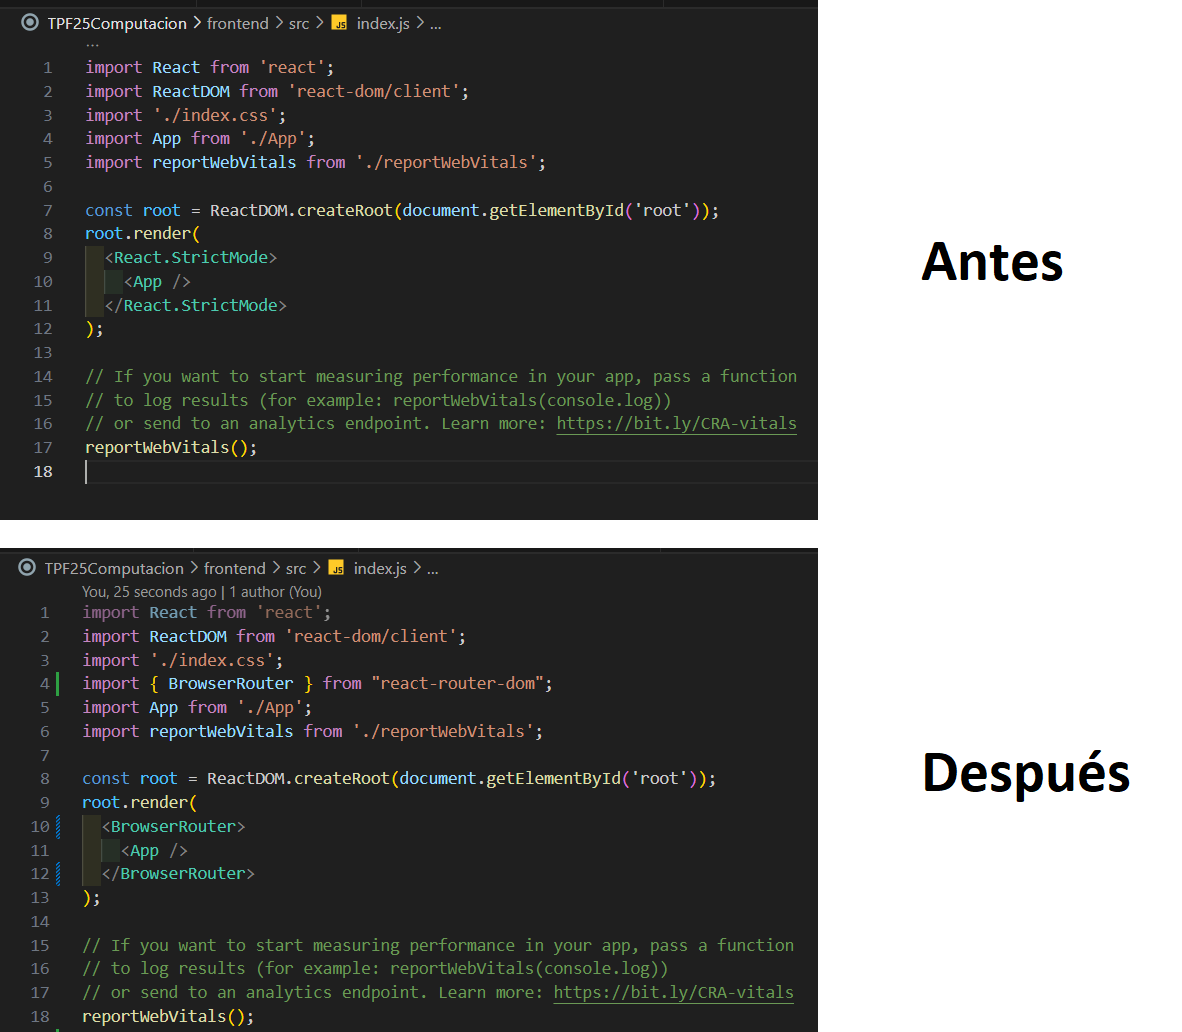 TPF25Computacion > frontend > src > JS index.js > ...
...
1 import React from 'react';
2 import ReactDOM from 'react-dom/client';
3 import './index.css';
4 import App from './App';
5 import reportWebVitals from './reportWebVitals';
6
7 const root = ReactDOM.createRoot(document.getElementById('root'));
8 root.render(
9 <React.StrictMode>
10 <App />
11 </React.StrictMode>
12 );
13
14 // If you want to start measuring performance in your app, pass a function
15 // to log results (for example: reportWebVitals(console.log))
16 // or send to an analytics endpoint. Learn more: https://bit.ly/CRA-vitals
17 reportWebVitals();
18
Antes
TPF25Computacion > frontend > src > JS index.js > ...
You, 25 seconds ago | 1 author (You)
1 import React from 'react';
2 import ReactDOM from 'react-dom/client';
3 import './index.css';
4 import { BrowserRouter } from "react-router-dom";
5 import App from './App';
6 import reportWebVitals from './reportWebVitals';
7
8 const root = ReactDOM.createRoot(document.getElementById('root'));
9 root.render(
10 <BrowserRouter>
11 <App />
12 </BrowserRouter>
13 );
14
15 // If you want to start measuring performance in your app, pass a function
16 // to log results (for example: reportWebVitals(console.log))
17 // or send to an analytics endpoint. Learn more: https://bit.ly/CRA-vitals
18 reportWebVitals();
Después